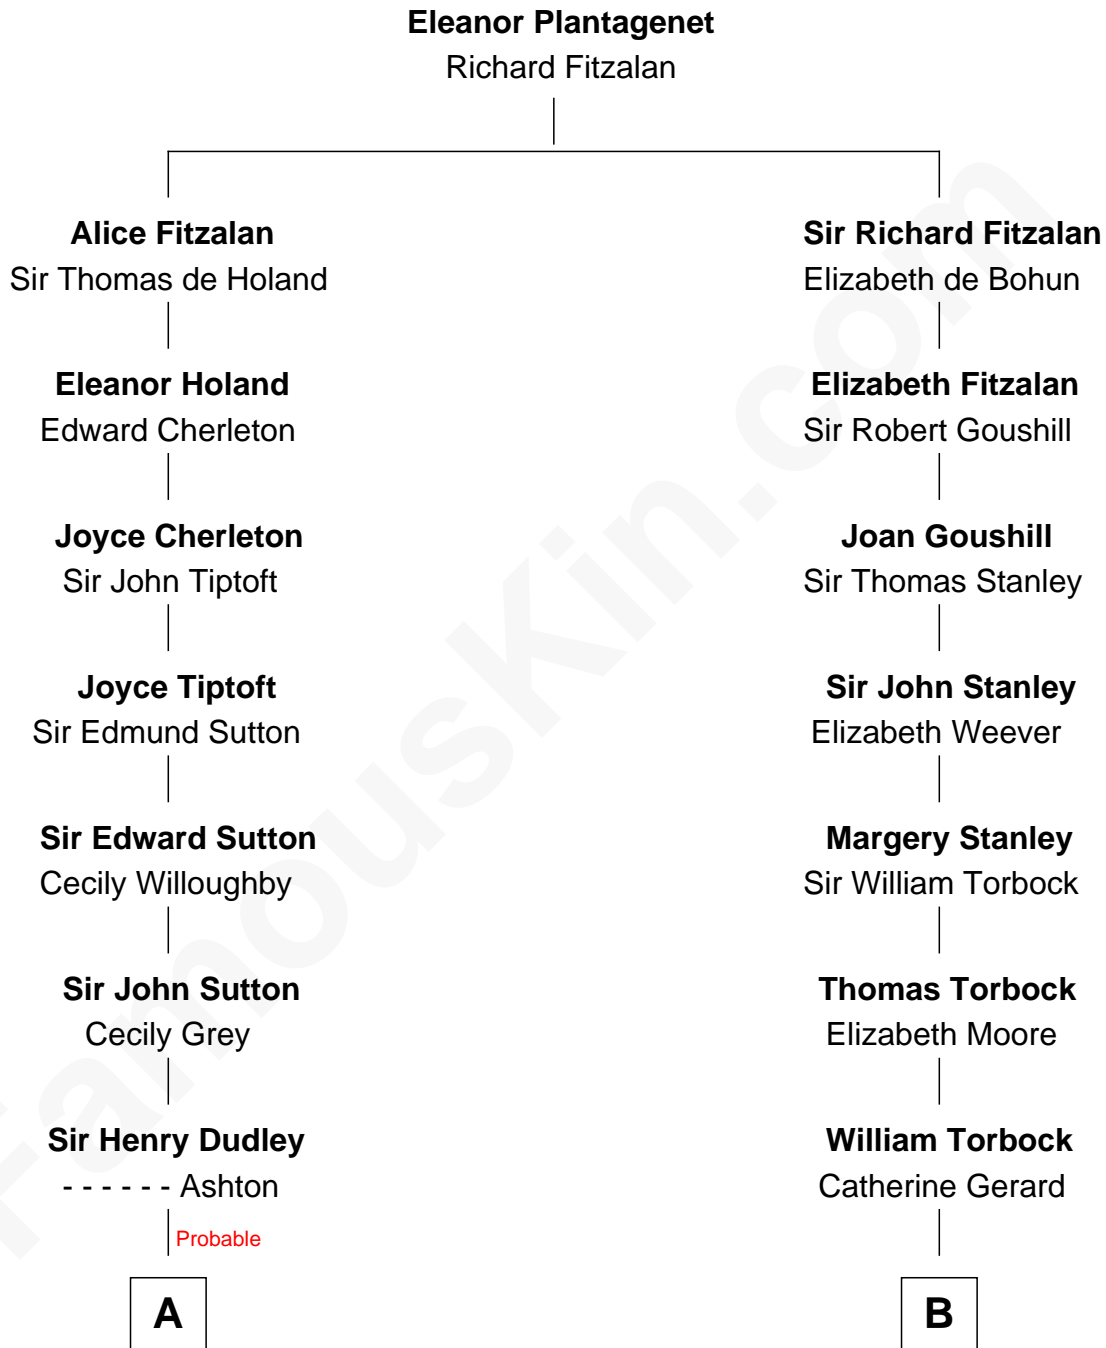 Eleanor Plantagenet
Richard Fitzalan
Alice Fitzalan
Sir Thomas de Holand
Sir Richard Fitzalan
Elizabeth de Bohun
Eleanor Holand
Edward Cherleton
Elizabeth Fitzalan
Sir Robert Goushill
Joyce Cherleton
Sir John Tiptoft
Joan Goushill
Sir Thomas Stanley
Joyce Tiptoft
Sir Edmund Sutton
Sir John Stanley
Elizabeth Weever
Sir Edward Sutton
Cecily Willoughby
Margery Stanley
Sir William Torbock
Sir John Sutton
Cecily Grey
Thomas Torbock
Elizabeth Moore
Sir Henry Dudley
- - - - - - Ashton
Probable
William Torbock
Catherine Gerard
A
B
FamousKin.com